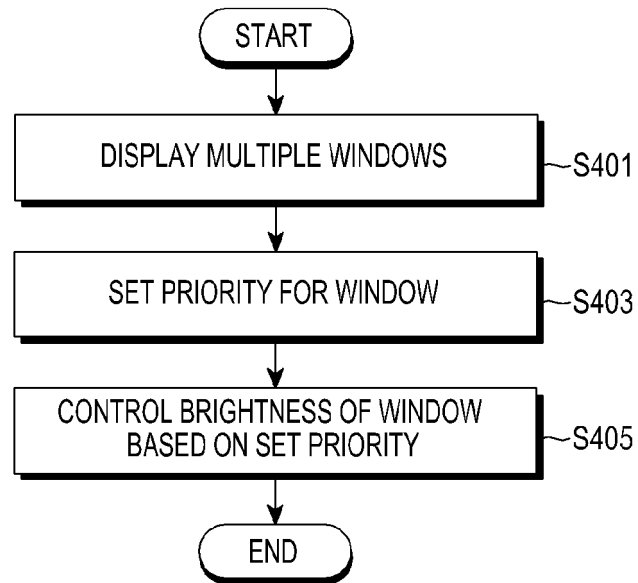 START
DISPLAY MULTIPLE WINDOWS
S401
SET PRIORITY FOR WINDOW
S403
CONTROL BRIGHTNESS OF WINDOW
BASED ON SET PRIORITY
S405
END